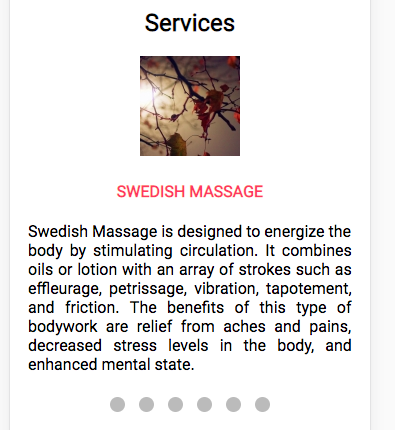 Services
SWEDISH MASSAGE
Swedish Massage is designed to energize the
body by stimulating circulation. It combines
oils or lotion with an array of strokes such as
effleurage, petrissage, vibration, tapotement,
and friction. The benefits of this type of
bodywork are relief from aches and pains,
decreased stress levels in the body, and
enhanced mental state.